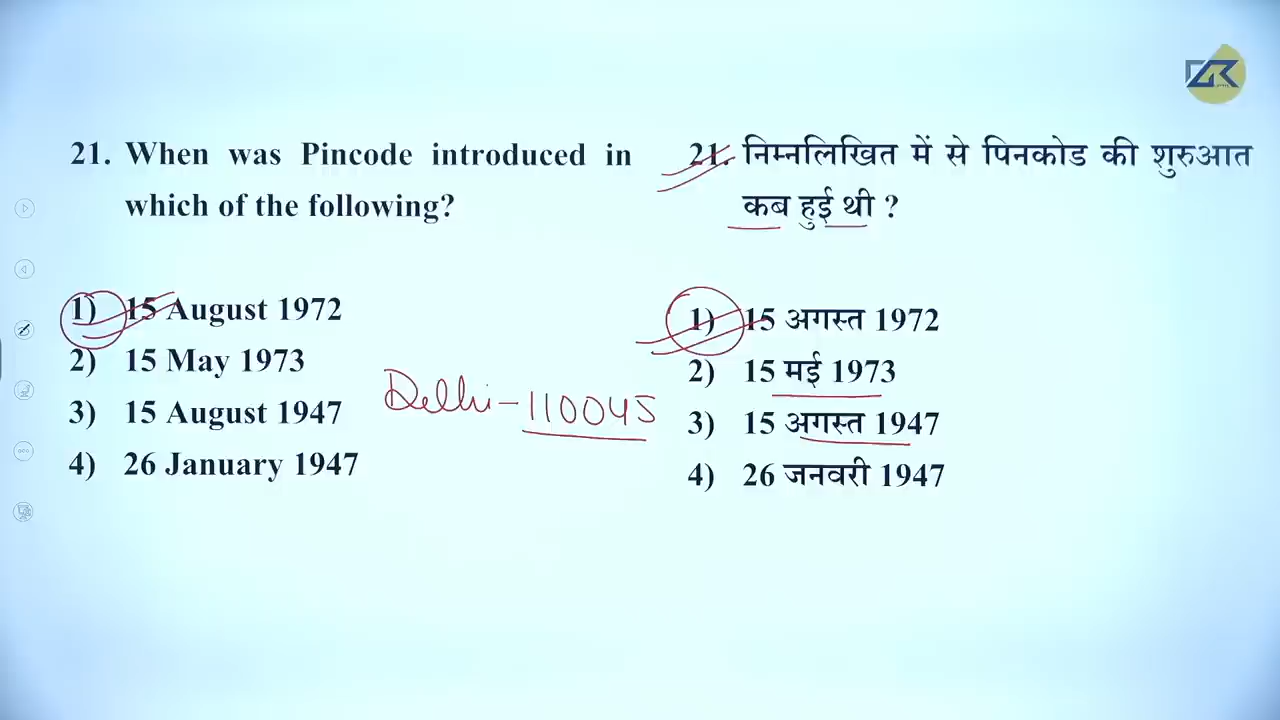 21. When was Pincode introduced in
which of the following?
1) 15 August 1972
2) 15 May 1973
3) 15 August 1947
4) 26 January 1947
Delhi - 110045
21. निम्नलिखित में से पिनकोड की शुरुआत
कब हुई थी ?
1) 15 अगस्त 1972
2) 15 मई 1973
3) 15 अगस्त 1947
4) 26 जनवरी 1947